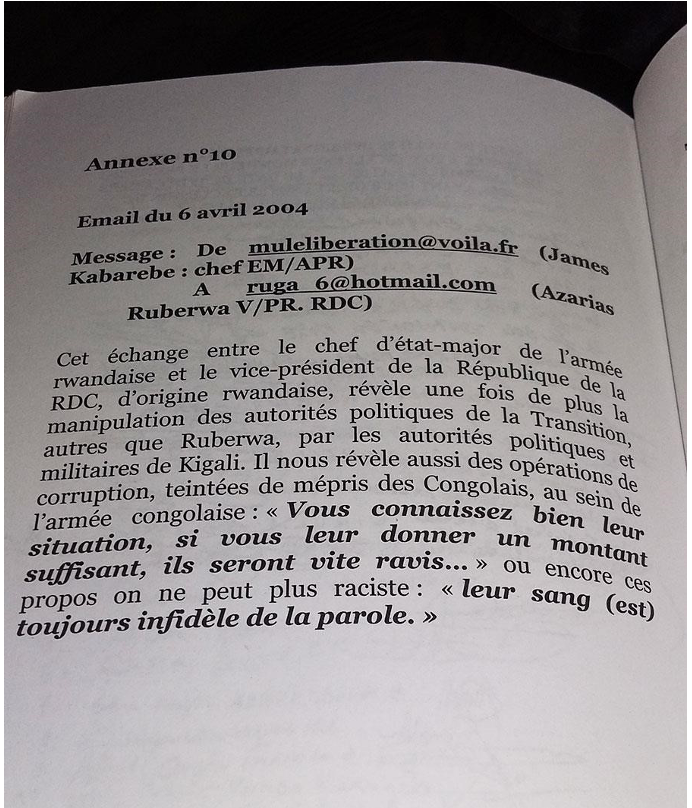 Annexe n°10
Email du 6 avril 2004
Message : De muleliberation@voila.fr (James
Kabarebe : chef EM/APR)
A ruga_6@hotmail.com (Azarias
Ruberwa V/PR. RDC)
Cet échange entre le chef d'état-major de l'armée
rwandaise et le vice-président de la République de la
RDC, d'origine rwandaise, révèle une fois de plus la
manipulation des autorités politiques de la Transition,
autres que Ruberwa, par les autorités politiques et
militaires de Kigali. Il nous révèle aussi des opérations de
corruption, teintées de mépris des Congolais, au sein de
l'armée congolaise : « Vous connaissez bien leur
situation, si vous leur donner un montant
suffisant, ils seront vite ravis... » ou encore ces
propos on ne peut plus raciste : « leur sang (est)
toujours infidèle de la parole. »